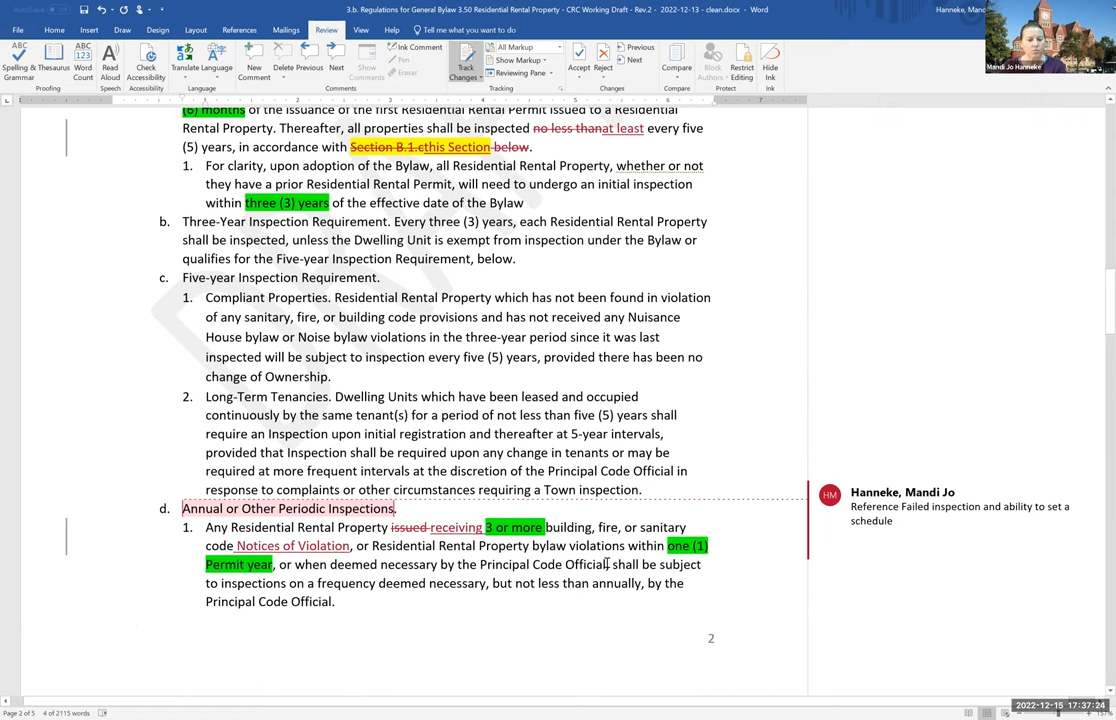 AutoSave
3.b. Regulations for General Bylaw 3.50 Residential Rental Property - CRC Working Draft - Rev.2 - 2022-12-13 - clean.docx - Word
Hanneke, Mandi
File Home Insert Draw Design Layout References Mailings Review View Help Tell me what you want to do
Spelling & Grammar
Thesaurus
Word Count
Read Aloud
Check Accessibility
Translate
Language
New Comment
Delete
Previous
Next
Show Comments
Ink Comment
Pen
Eraser
Track Changes
All Markup
Show Markup
Reviewing Pane
Accept
Reject
Previous
Next
Compare
Block Authors
Restrict Editing
Hide Ink
Proofing Speech Accessibility Language Comments Tracking Changes Compare Protect Ink
Mandi Jo Hanneke
(6) months of the issuance of the first Residential Rental Permit issued to a Residential
Rental Property. Thereafter, all properties shall be inspected no less thanat least every five
(5) years, in accordance with Section B.1.cthis Section below.
1. For clarity, upon adoption of the Bylaw, all Residential Rental Property, whether or not
they have a prior Residential Rental Permit, will need to undergo an initial inspection
within three (3) years of the effective date of the Bylaw
b. Three-Year Inspection Requirement. Every three (3) years, each Residential Rental Property
shall be inspected, unless the Dwelling Unit is exempt from inspection under the Bylaw or
qualifies for the Five-year Inspection Requirement, below.
c. Five-year Inspection Requirement.
1. Compliant Properties. Residential Rental Property which has not been found in violation
of any sanitary, fire, or building code provisions and has not received any Nuisance
House bylaw or Noise bylaw violations in the three-year period since it was last
inspected will be subject to inspection every five (5) years, provided there has been no
change of Ownership.
2. Long-Term Tenancies. Dwelling Units which have been leased and occupied
continuously by the same tenant(s) for a period of not less than five (5) years shall
require an Inspection upon initial registration and thereafter at 5-year intervals,
provided that Inspection shall be required upon any change in tenants or may be
required at more frequent intervals at the discretion of the Principal Code Official in
response to complaints or other circumstances requiring a Town inspection.
d. Annual or Other Periodic Inspections.
1. Any Residential Rental Property issued receiving 3 or more building, fire, or sanitary
code Notices of Violation, or Residential Rental Property bylaw violations within one (1)
Permit year, or when deemed necessary by the Principal Code Official, shall be subject
to inspections on a frequency deemed necessary, but not less than annually, by the
Principal Code Official.
2
HM
Hanneke, Mandi Jo
Reference Failed inspection and ability to set a
schedule
Page 2 of 5 4 of 2115 words
2022-12-15 17:37:24